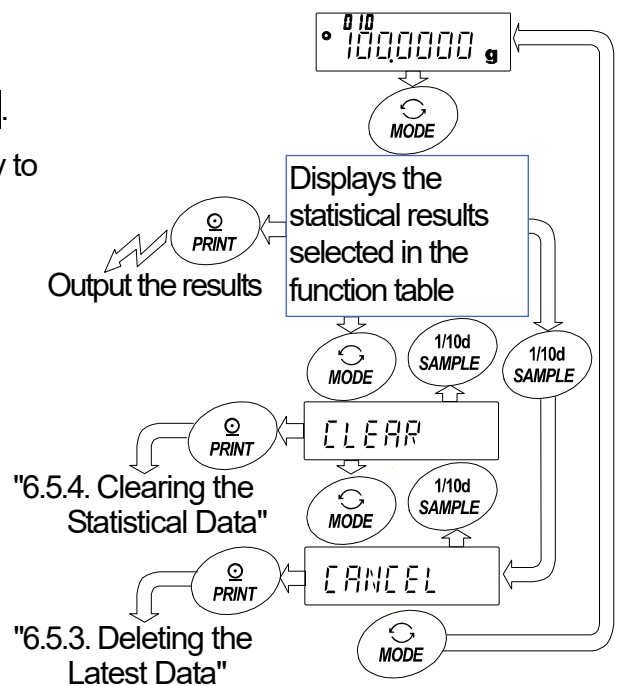 010
100.0000 g
MODE
.
y to
Displays the
statistical results
selected in the
function table
PRINT
Output the results
1/10d
SAMPLE
1/10d
SAMPLE
MODE
PRINT
CLEAR
"6.5.4. Clearing the
Statistical Data"
MODE
1/10d
SAMPLE
PRINT
CANCEL
"6.5.3. Deleting the
Latest Data"
MODE